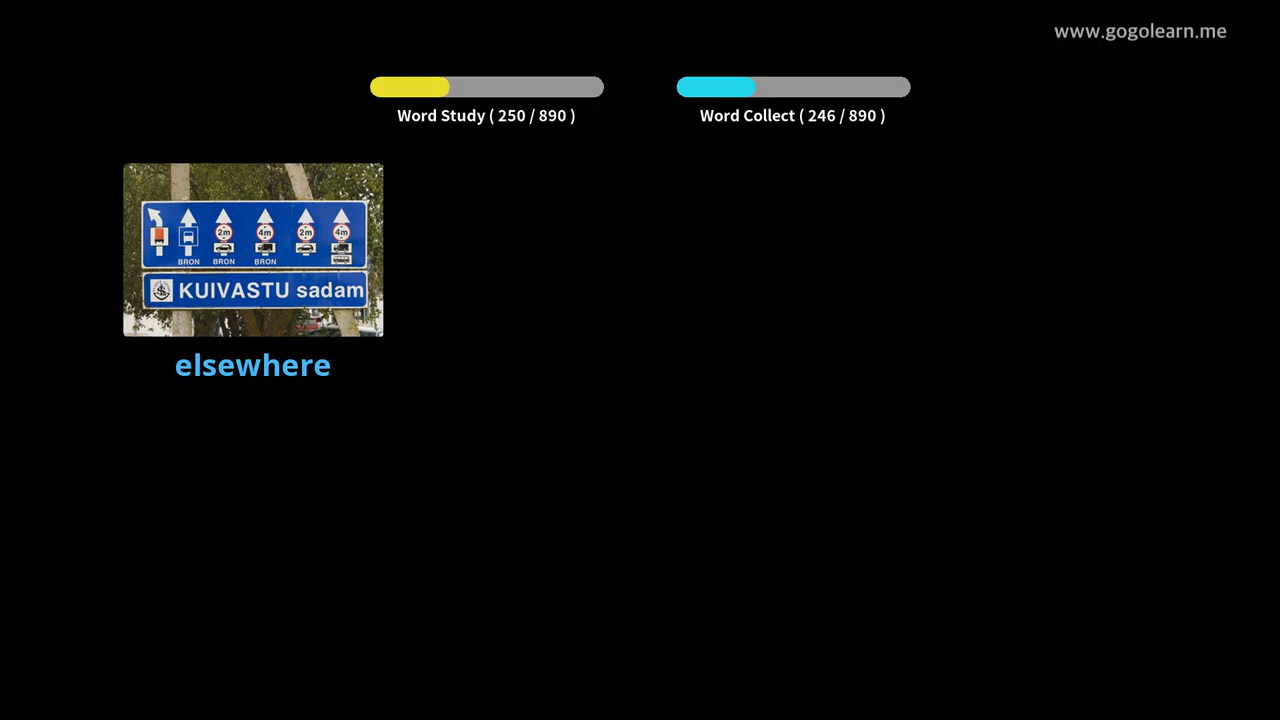 www.gogolearn.me
Word Study ( 250 / 890 )
Word Collect ( 246 / 890 )
2m 4m 2m 4m
BRON BRON BRON
KUIVASTU sadam
elsewhere